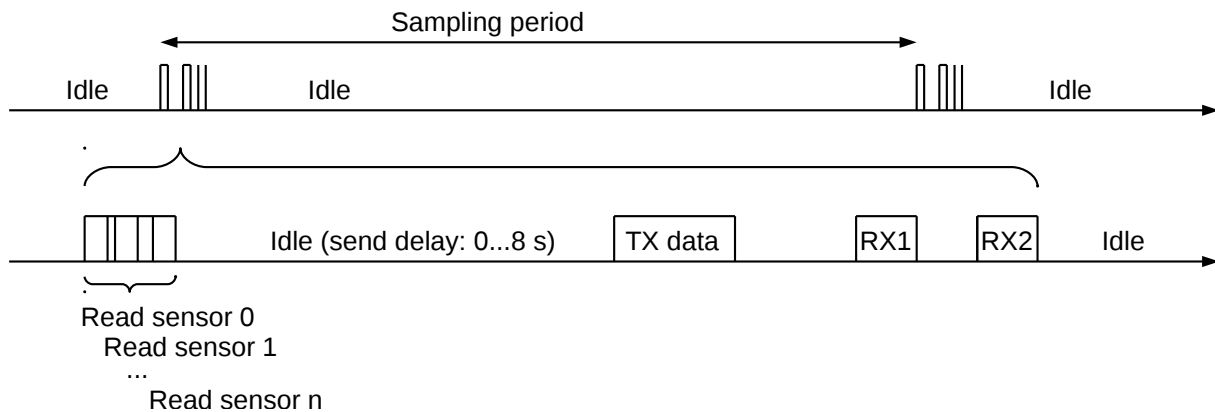 Sampling period
Idle
Idle
Idle
Idle (send delay: 0...8 s)
TX data
RX1
RX2
Idle
Read sensor 0
Read sensor 1
...
Read sensor n